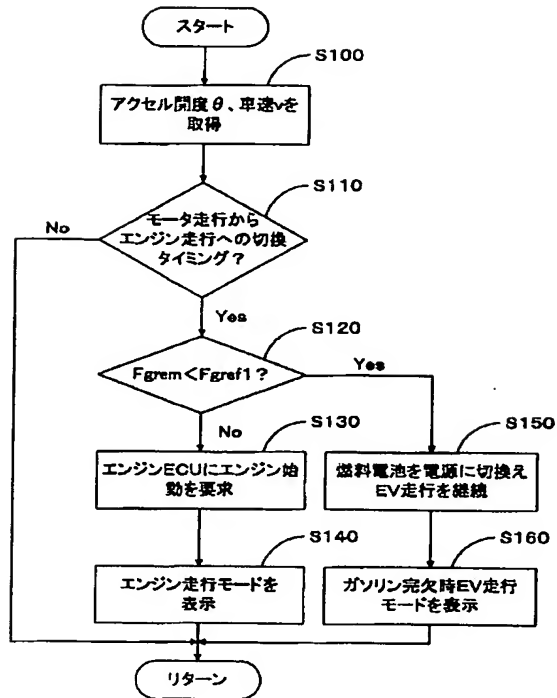 スタート
S100
アクセル開度θ、車速vを
取得
S110
モータ走行から
エンジン走行への切換
タイミング?
No
Yes
S120
Fgrem<Fgref1?
Yes
No
S130
エンジンECUにエンジン始
動を要求
S150
燃料電池を電源に切換え
EV走行を継続
S140
エンジン走行モードを
表示
S160
ガソリン完欠時EV走行
モードを表示
リターン